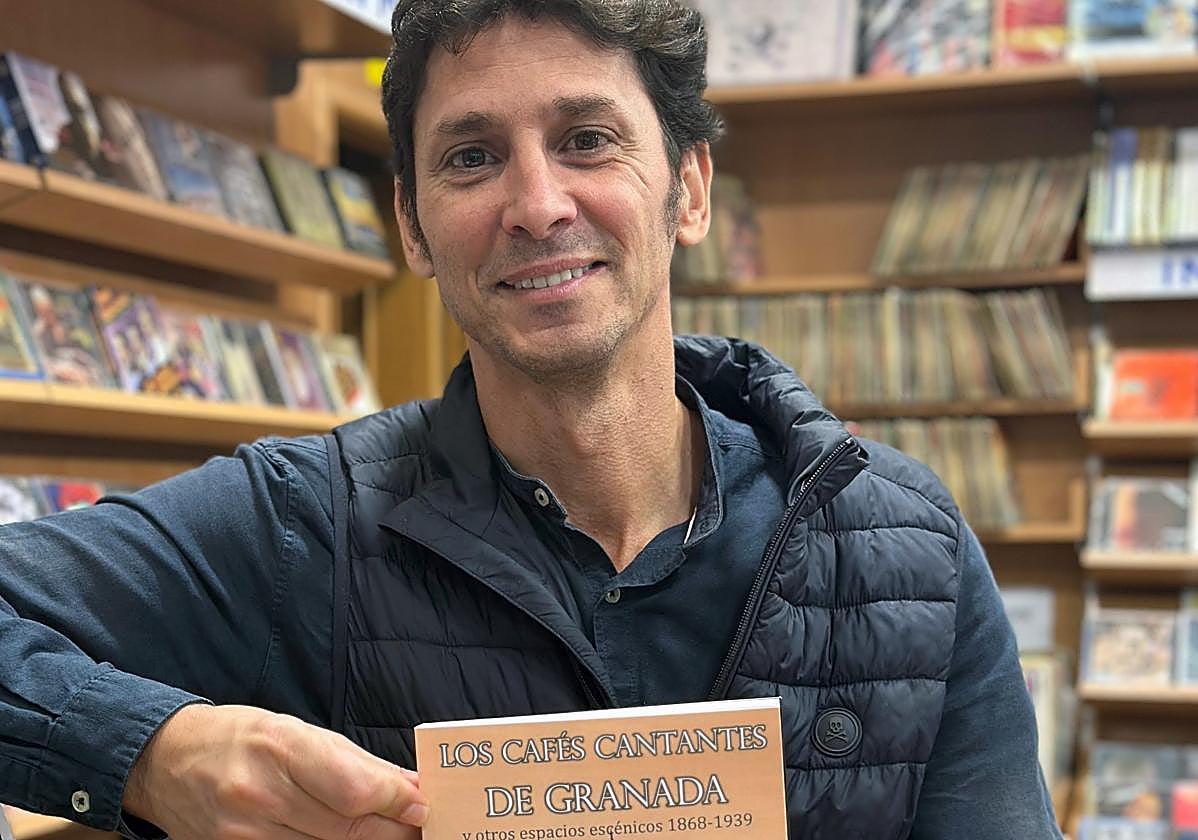 LOS CAFÉS CANTANTES
DE GRANADA
y otros espacios escénicos 1868-1939